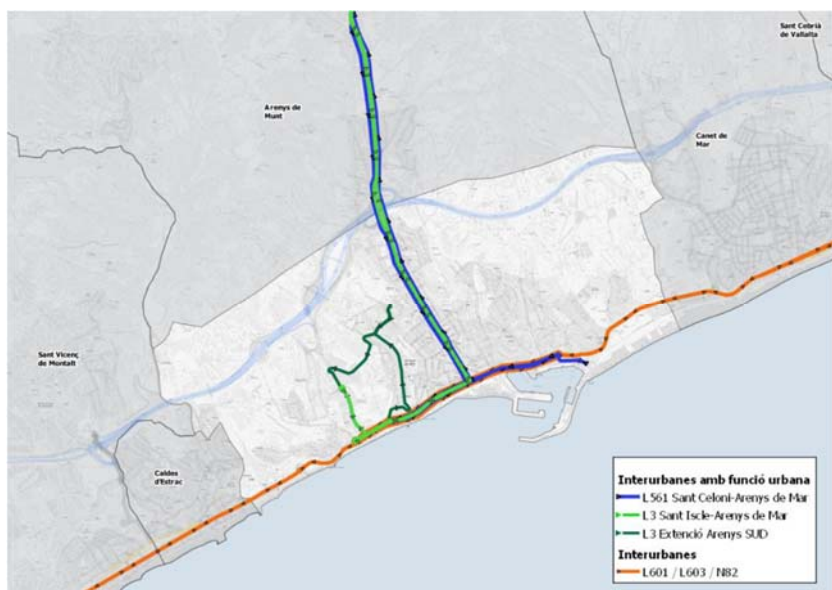 Sant Cebrià
de Vallalta
Arenys de
Munt
Canet de
Mar
Sant Vicenç
de Montalt
Caldes
d'Estrac
Interurbanes amb funció urbana
L561 Sant Celoni-Arenys de Mar
L3 Sant Iscle-Arenys de Mar
L3 Extenció Arenys SUD
Interurbanes
L601 / L603 / N82